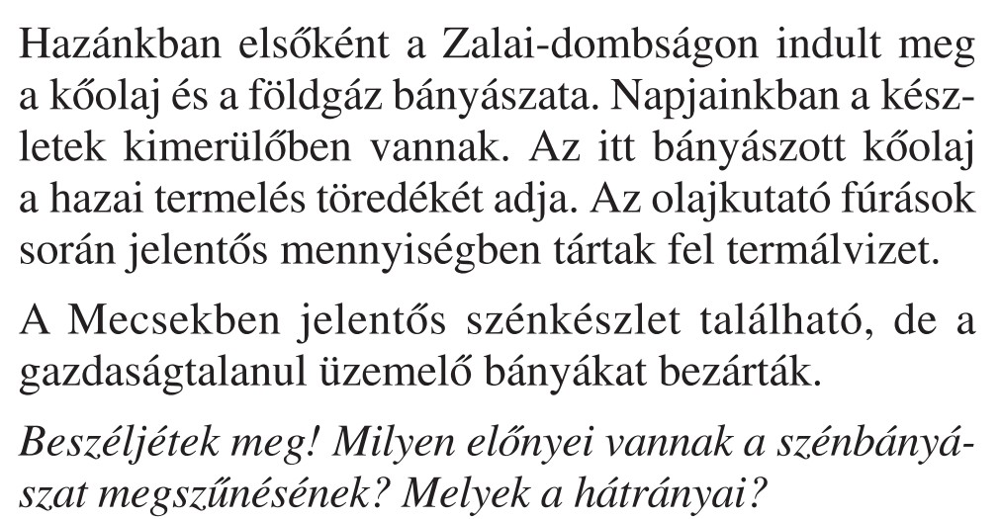 Hazánkban elsőként a Zalai-dombságon indult meg
a kőolaj és a földgáz bányászata. Napjainkban a kész-
letek kimerülőben vannak. Az itt bányászott kőolaj
a hazai termelés töredékét adja. Az olajkutató fúrások
során jelentős mennyiségben tártak fel termálvizet.
A Mecsekben jelentős szénkészlet található, de a
gazdaságtalanul üzemelő bányákat bezárták.
Beszéljétek meg! Milyen előnyei vannak a szénbányá-
szat megszűnésének? Melyek a hátrányai?